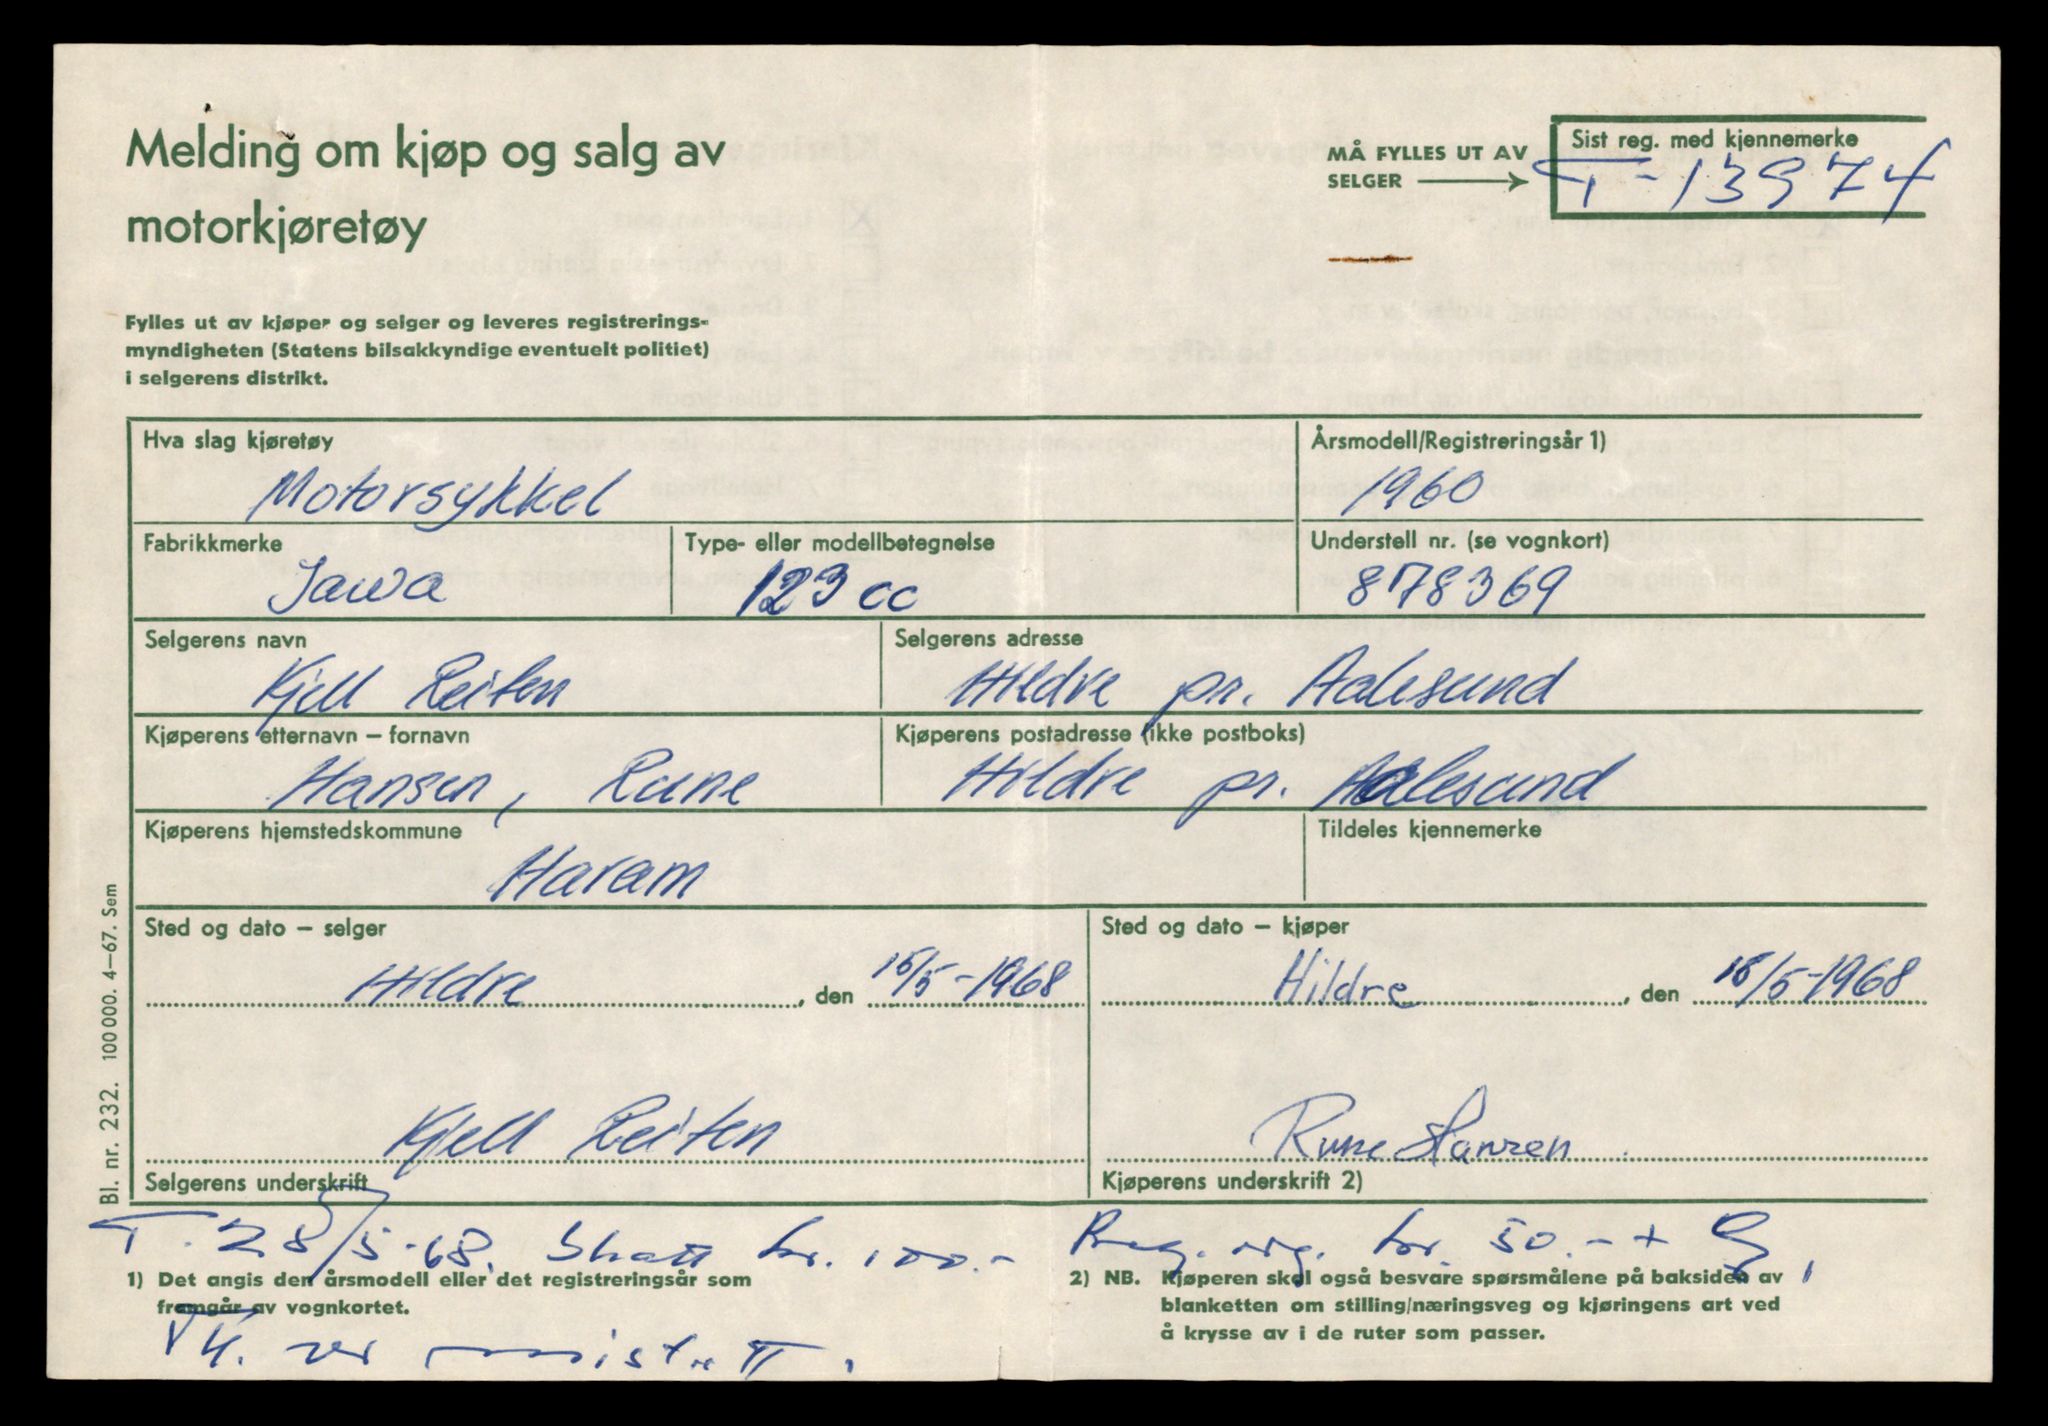 Melding om kjøp og salg av
motorkjøretøy
MÅ FYLLES UT AV
SELGER
Sist reg. med kjennemerke
T-13974
Fylles ut av kjøper og selger og leveres registrerings-
myndigheten (Statens bilsakkyndige eventuelt politiet)
i selgerens distrikt.
Hva slag kjøretøy
Motorsykkel
Årsmodell/Registreringsår 1)
1960
Fabrikkmerke
Jawa
Type- eller modellbetegnelse
123 cc
Understell nr. (se vognkort)
878369
Selgerens navn
Kjell Reiten
Selgerens adresse
Hildre pr. Aalesund
Kjøperens etternavn – fornavn
Hansen, Rune
Kjøperens postadresse (ikke postboks)
Hildre pr. Aalesund
Kjøperens hjemstedskommune
Haram
Tildeles kjennemerke
Sted og dato – selger
Hildre, den 15/5-1968
Sted og dato – kjøper
Hildre, den 15/5-1968
Kjell Reiten
Selgerens underskrift
Rune Hansen
Kjøperens underskrift 2)
T. 28/5-68. Skatt kr. 100.- Reg. avg. kr. 50.- +
1) Det angis den årsmodell eller det registreringsår som
fremgår av vognkortet.
2) NB. Kjøperen skal også besvare spørsmålene på baksiden av
blanketten om stilling/næringsveg og kjøringens art ved
å krysse av i de ruter som passer.
Bl. nr. 232. 100 000. 4–67. Sem